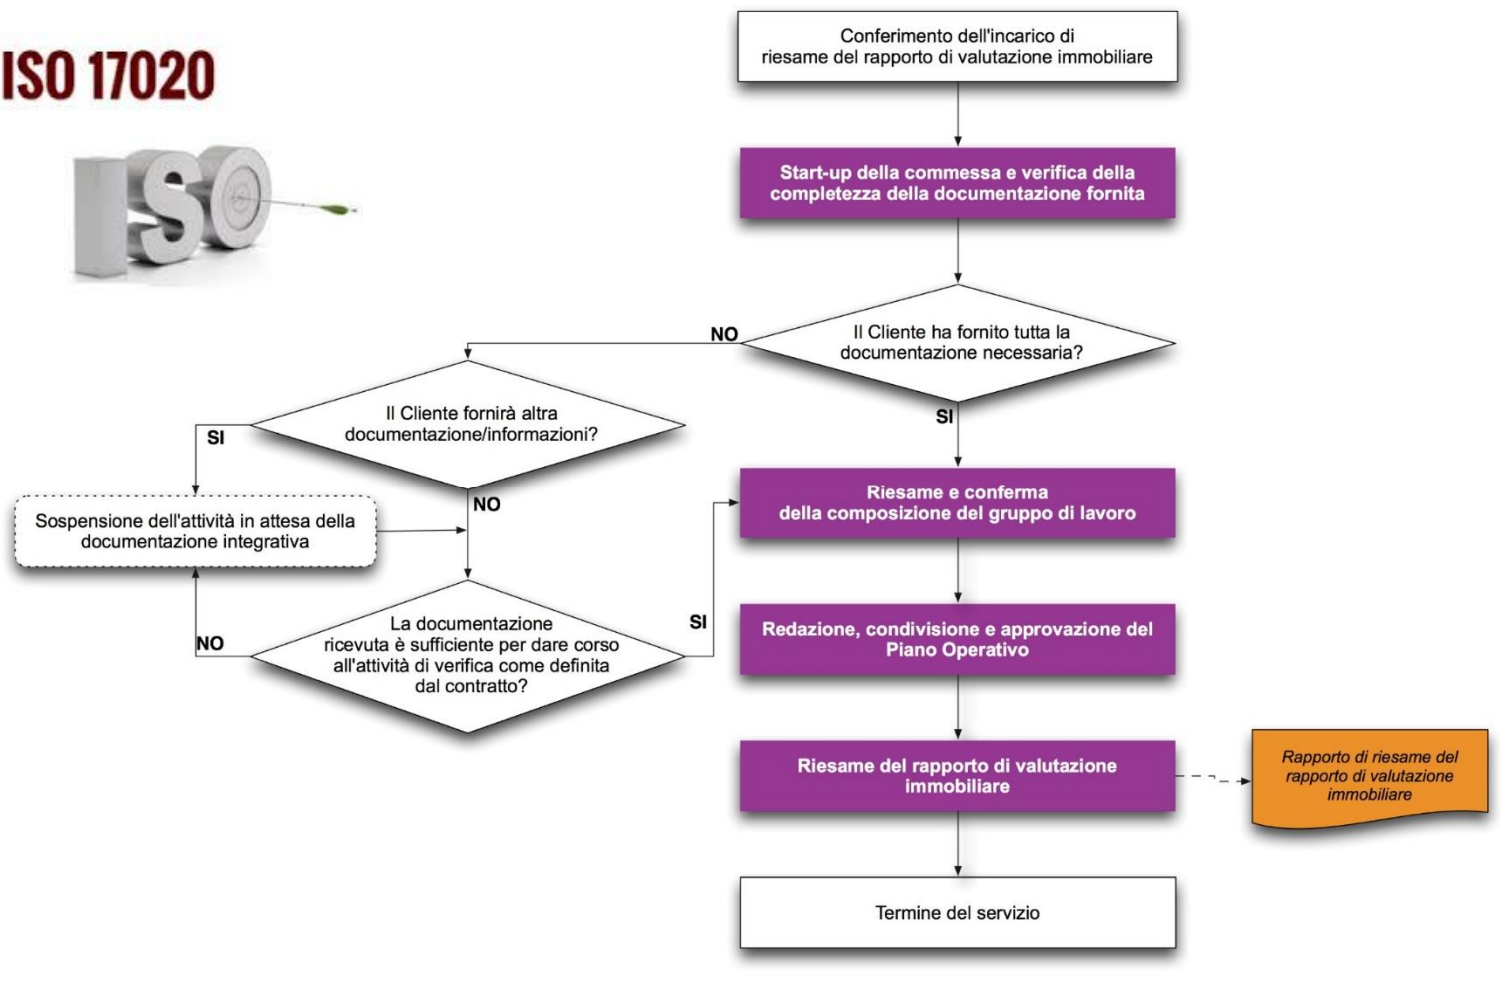 ISO 17020
ISO
Conferimento dell'incarico di
riesame del rapporto di valutazione immobiliare
Start-up della commessa e verifica della
completezza della documentazione fornita
Il Cliente ha fornito tutta la
documentazione necessaria?
NO
SI
Il Cliente fornirà altra
documentazione/informazioni?
SI
NO
Sospensione dell'attività in attesa della
documentazione integrativa
La documentazione
ricevuta è sufficiente per dare corso
all'attività di verifica come definita
dal contratto?
NO
SI
Riesame e conferma
della composizione del gruppo di lavoro
Redazione, condivisione e approvazione del
Piano Operativo
Riesame del rapporto di valutazione
immobiliare
Rapporto di riesame del
rapporto di valutazione
immobiliare
Termine del servizio